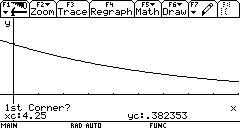 F1 F2 Zoom F3 Trace F4 Regraph F5 Math F6 Draw F7
y
1st Corner?
x
xc:4.25 yc:.382353
MAIN RAD AUTO FUNC